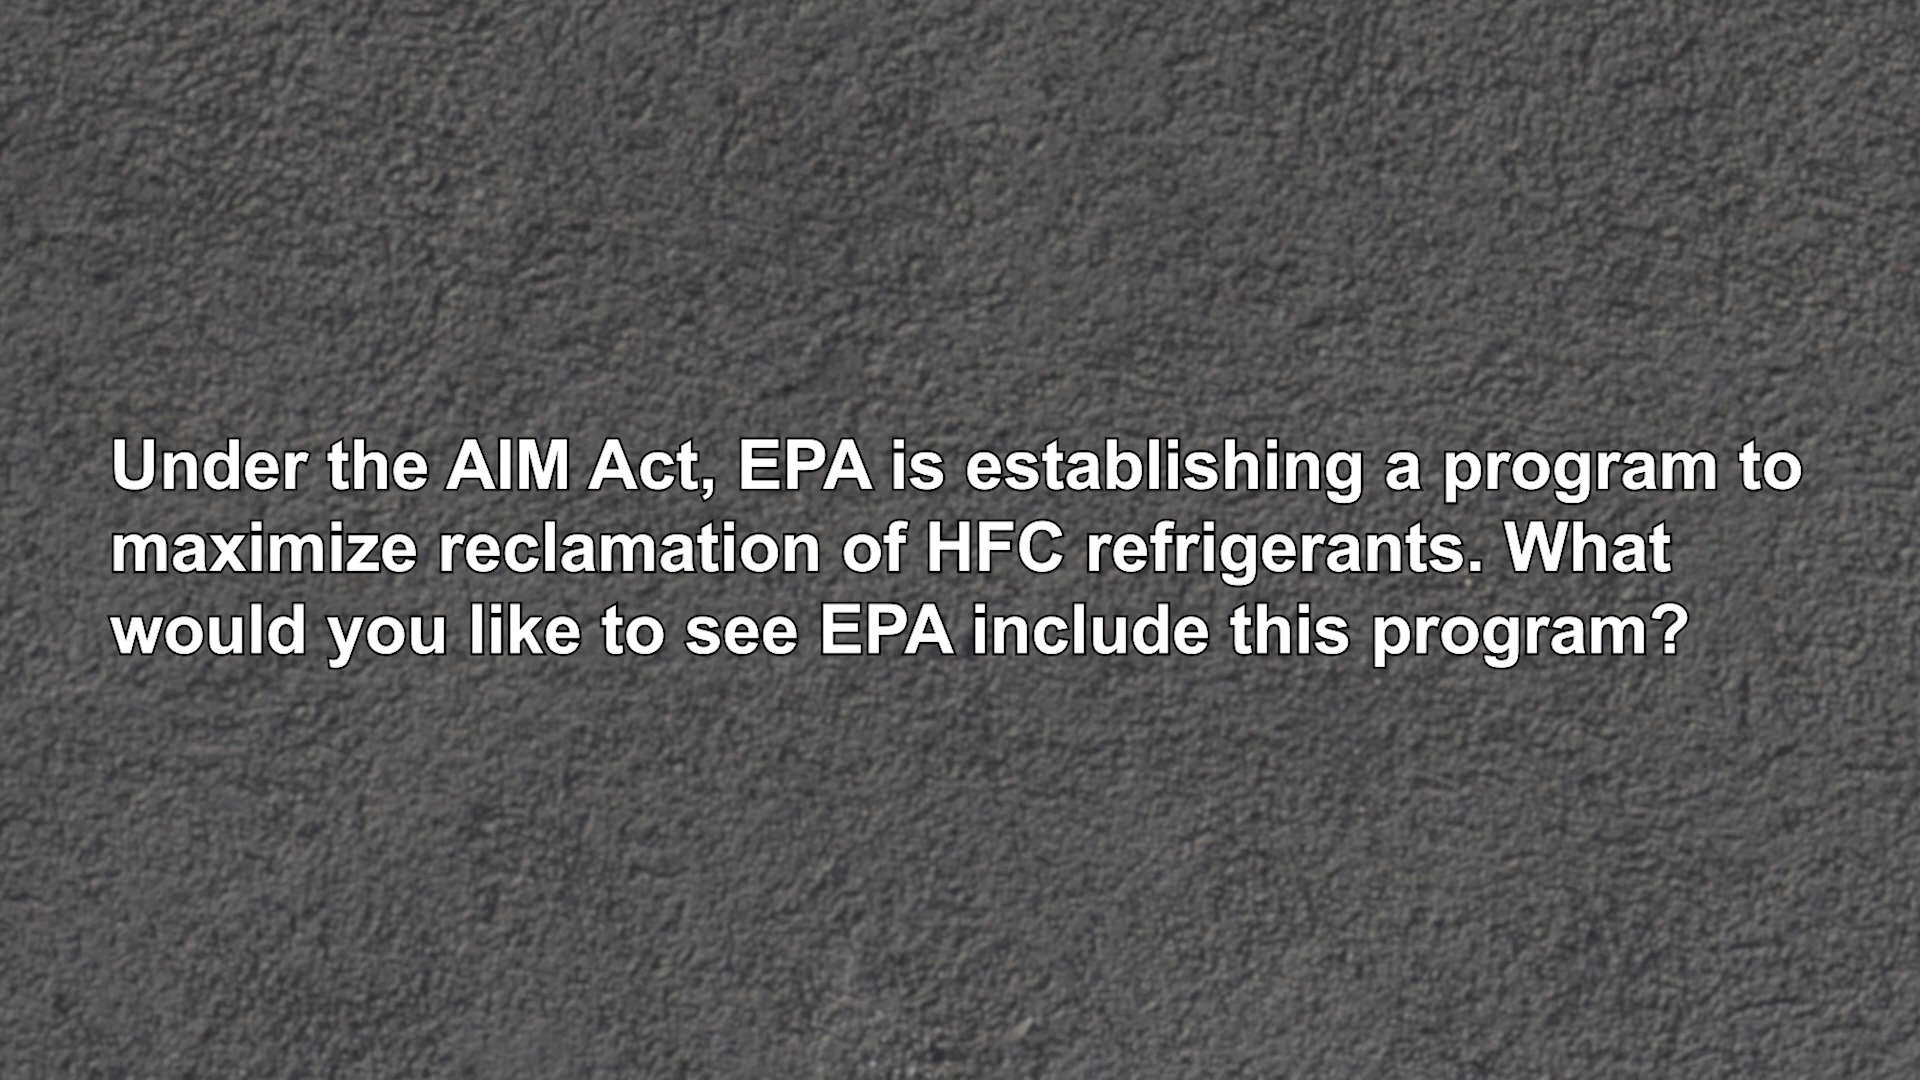 Under the AIM Act, EPA is establishing a program to
maximize reclamation of HFC refrigerants. What
would you like to see EPA include this program?